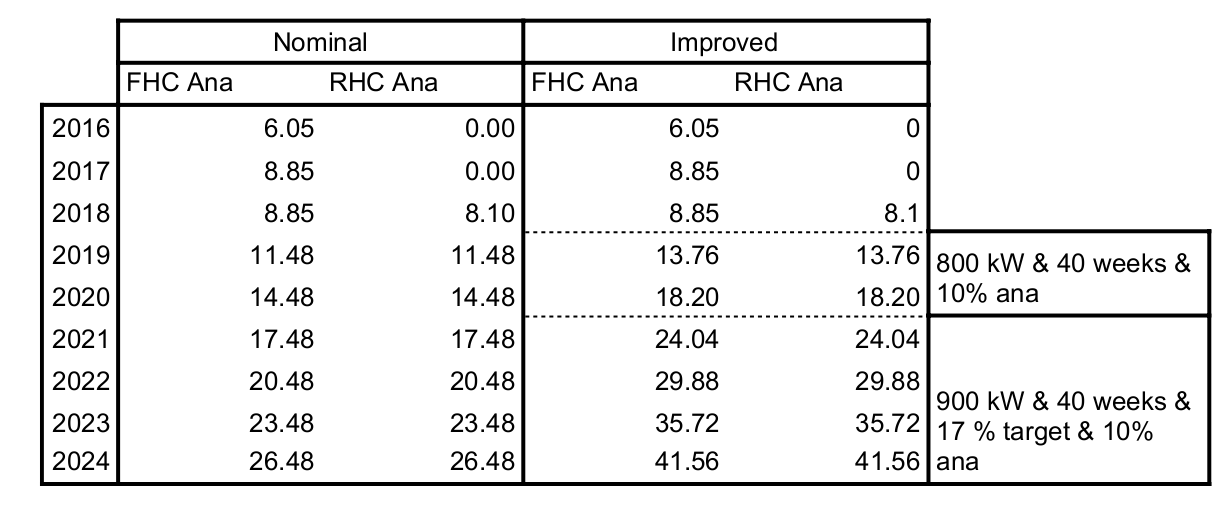 Nominal Improved
FHC Ana RHC Ana FHC Ana RHC Ana
2016 6.05 0.00 6.05 0
2017 8.85 0.00 8.85 0
2018 8.85 8.10 8.85 8.1
2019 11.48 11.48 13.76 13.76
2020 14.48 14.48 18.20 18.20
800 kW & 40 weeks &
10% ana
2021 17.48 17.48 24.04 24.04
2022 20.48 20.48 29.88 29.88
2023 23.48 23.48 35.72 35.72
2024 26.48 26.48 41.56 41.56
900 kW & 40 weeks &
17 % target & 10%
ana